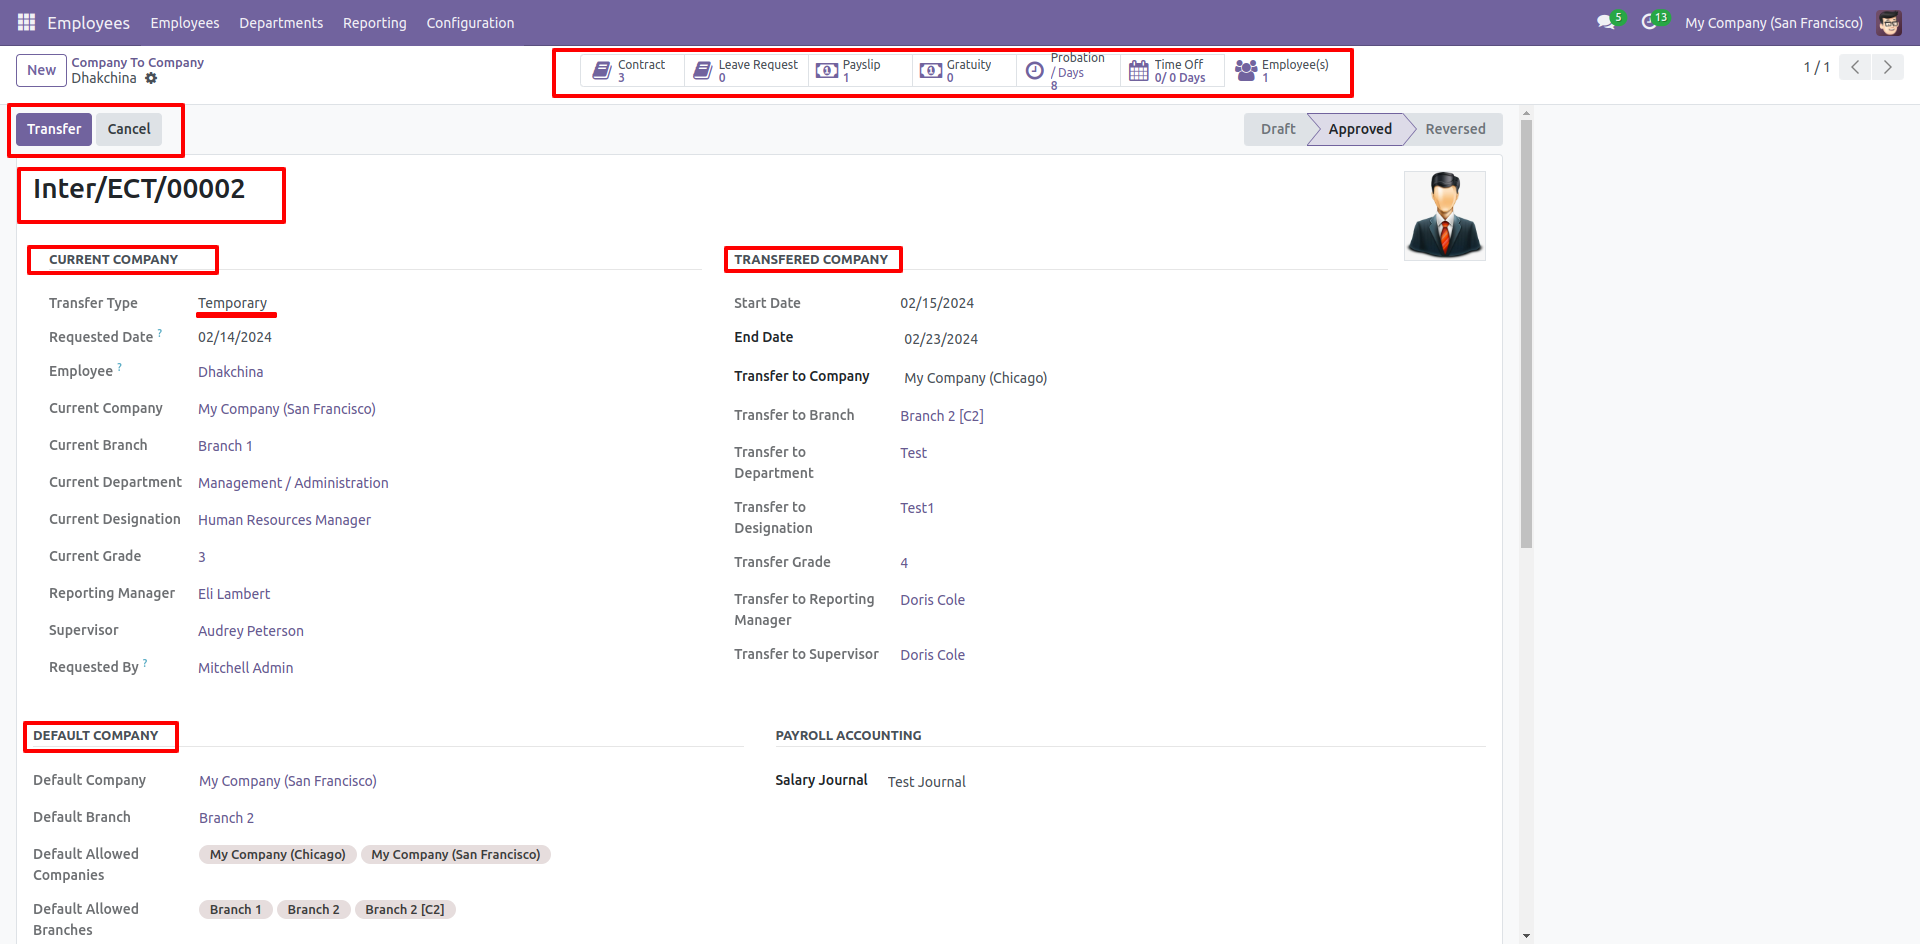 Employees Employees Departments Reporting Configuration 5 13 My Company (San Francisco)
New Company To Company Dhakchina
Contract 3 Leave Request 0 Payslip 1 Gratuity 0 Probation / Days 8 Time Off 0/ 0 Days Employee(s) 1
1 / 1
Transfer Cancel Draft Approved Reversed
Inter/ECT/00002
CURRENT COMPANY
Transfer Type Temporary
Requested Date ? 02/14/2024
Employee ? Dhakchina
Current Company My Company (San Francisco)
Current Branch Branch 1
Current Department Management / Administration
Current Designation Human Resources Manager
Current Grade 3
Reporting Manager Eli Lambert
Supervisor Audrey Peterson
Requested By ? Mitchell Admin
TRANSFERED COMPANY
Start Date 02/15/2024
End Date 02/23/2024
Transfer to Company My Company (Chicago)
Transfer to Branch Branch 2 [C2]
Transfer to Department Test
Transfer to Designation Test1
Transfer Grade 4
Transfer to Reporting Manager Doris Cole
Transfer to Supervisor Doris Cole
DEFAULT COMPANY
Default Company My Company (San Francisco)
Default Branch Branch 2
Default Allowed Companies My Company (Chicago) My Company (San Francisco)
Default Allowed Branches Branch 1 Branch 2 Branch 2 [C2]
PAYROLL ACCOUNTING
Salary Journal Test Journal